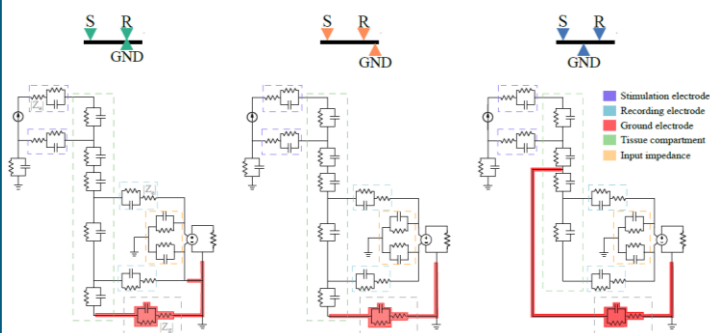 S R
GND
S R
GND
S R
GND
Stimulation electrode
Recording electrode
Ground electrode
Tissue compartment
Input impedance